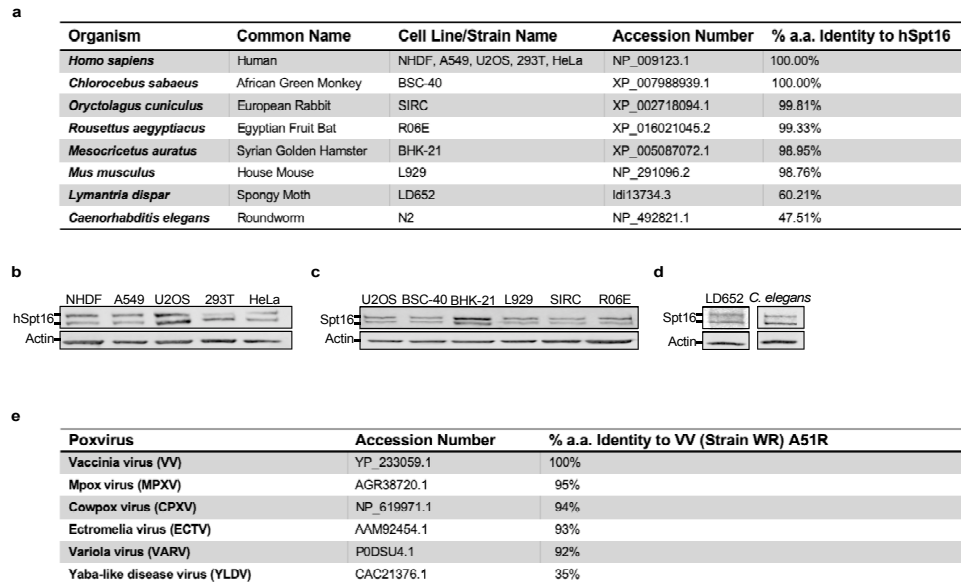 a
Organism Common Name Cell Line/Strain Name Accession Number % a.a. Identity to hSpt16
Homo sapiens Human NHDF, A549, U2OS, 293T, HeLa NP_009123.1 100.00%
Chlorocebus sabaeus African Green Monkey BSC-40 XP_007988939.1 100.00%
Oryctolagus cuniculus European Rabbit SIRC XP_002718094.1 99.81%
Rousettus aegyptiacus Egyptian Fruit Bat R06E XP_016021045.2 99.33%
Mesocricetus auratus Syrian Golden Hamster BHK-21 XP_005087072.1 98.95%
Mus musculus House Mouse L929 NP_291096.2 98.76%
Lymantria dispar Spongy Moth LD652 ldi13734.3 60.21%
Caenorhabditis elegans Roundworm N2 NP_492821.1 47.51%
b c d
NHDF A549 U2OS 293T HeLa U2OS BSC-40 BHK-21 L929 SIRC R06E LD652 C. elegans
hSpt16 Spt16 Spt16
Actin Actin Actin
e
Poxvirus Accession Number % a.a. Identity to VV (Strain WR) A51R
Vaccinia virus (VV) YP_233059.1 100%
Mpox virus (MPXV) AGR38720.1 95%
Cowpox virus (CPXV) NP_619971.1 94%
Ectromelia virus (ECTV) AAM92454.1 93%
Variola virus (VARV) P0DSU4.1 92%
Yaba-like disease virus (YLDV) CAC21376.1 35%